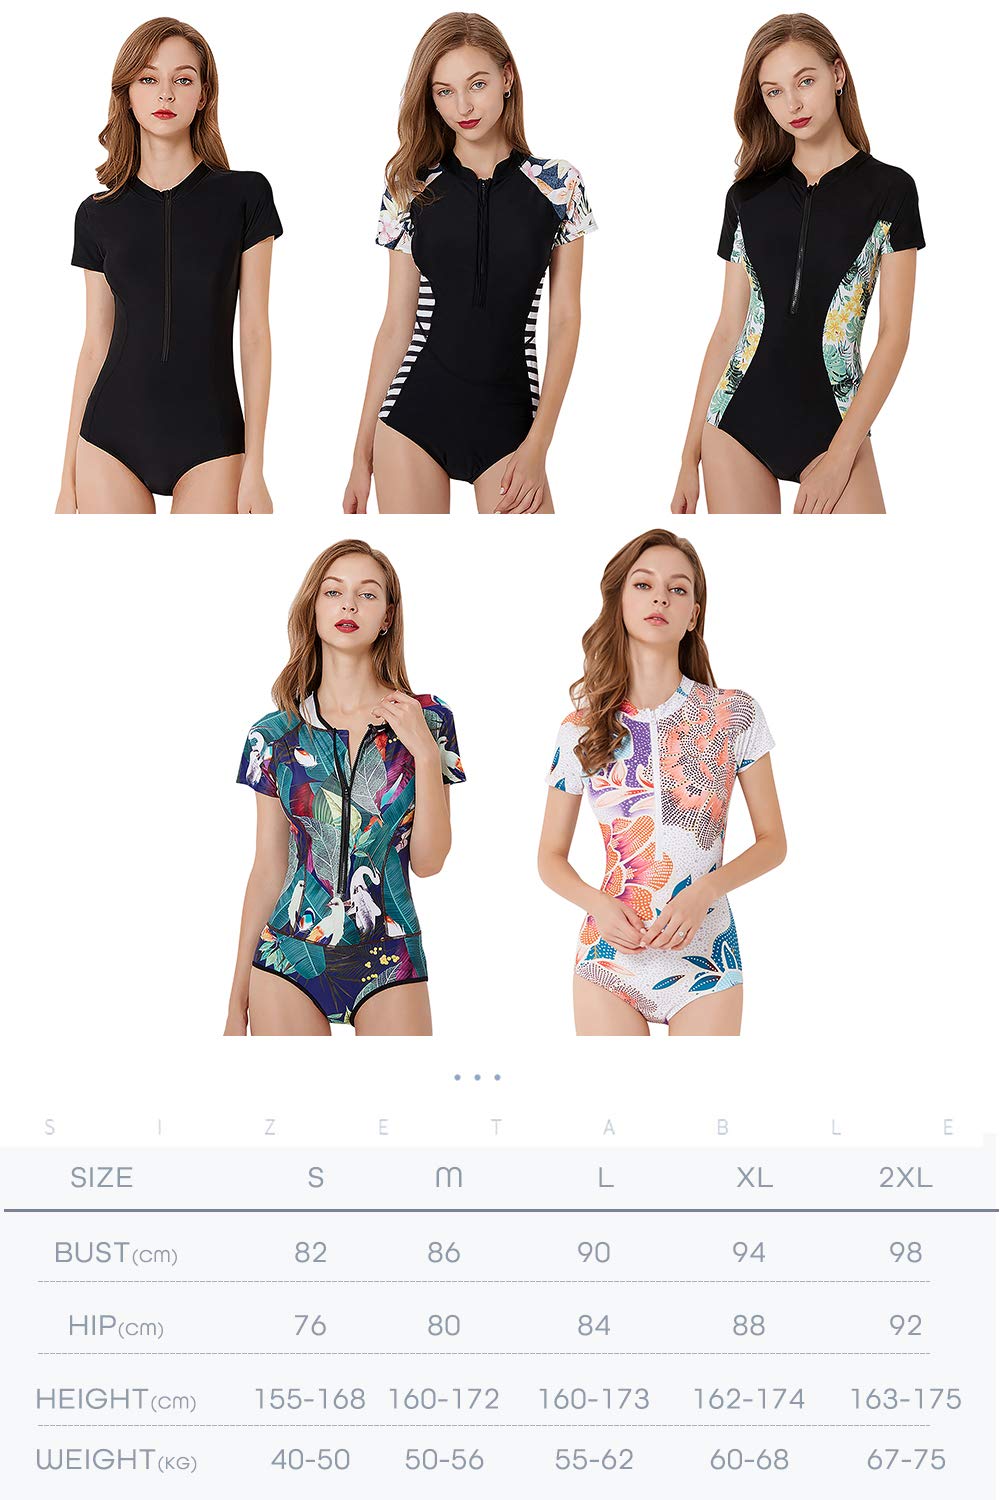 S I Z E T A B L E
SIZE S M L XL 2XL
BUST(cm) 82 86 90 94 98
HIP(cm) 76 80 84 88 92
HEIGHT(cm) 155-168 160-172 160-173 162-174 163-175
WEIGHT(KG) 40-50 50-56 55-62 60-68 67-75